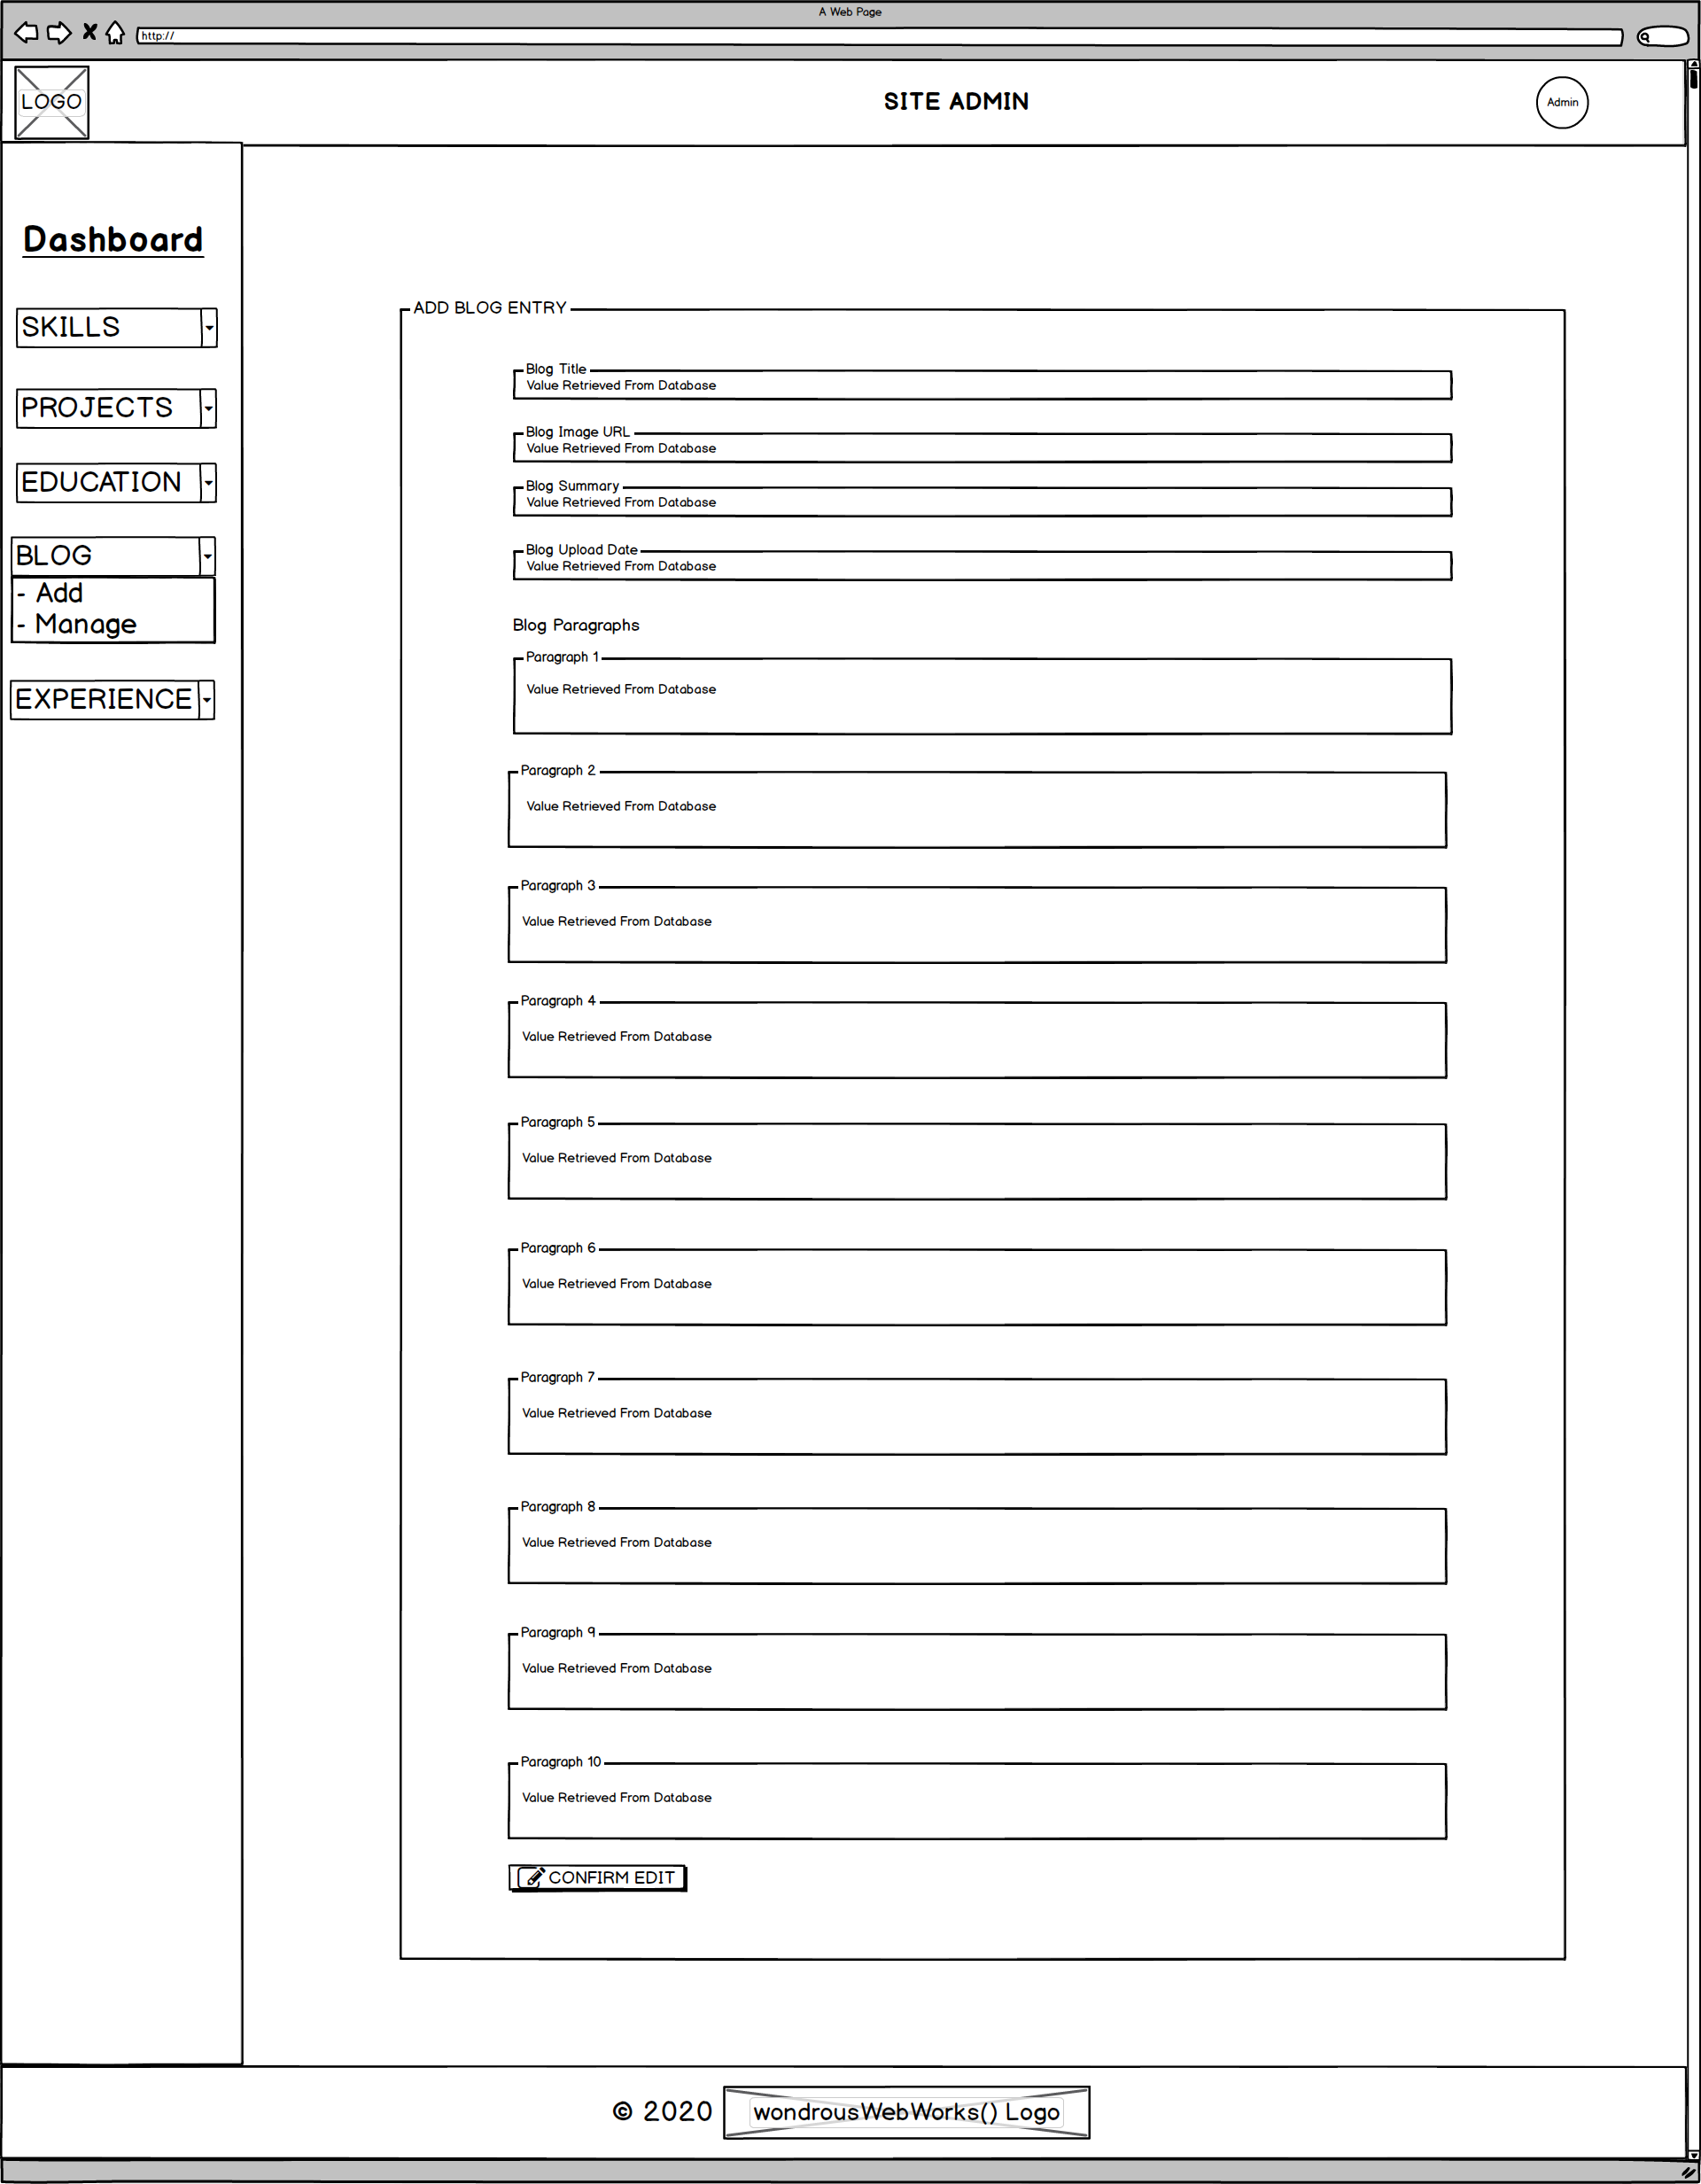 A Web Page
http://
LOGO
SITE ADMIN
Admin
Dashboard
SKILLS
PROJECTS
EDUCATION
BLOG
- Add
- Manage
EXPERIENCE
ADD BLOG ENTRY
Blog Title
Value Retrieved From Database
Blog Image URL
Value Retrieved From Database
Blog Summary
Value Retrieved From Database
Blog Upload Date
Value Retrieved From Database
Blog Paragraphs
Paragraph 1
Value Retrieved From Database
Paragraph 2
Value Retrieved From Database
Paragraph 3
Value Retrieved From Database
Paragraph 4
Value Retrieved From Database
Paragraph 5
Value Retrieved From Database
Paragraph 6
Value Retrieved From Database
Paragraph 7
Value Retrieved From Database
Paragraph 8
Value Retrieved From Database
Paragraph 9
Value Retrieved From Database
Paragraph 10
Value Retrieved From Database
CONFIRM EDIT
© 2020 wondrousWebWorks() Logo